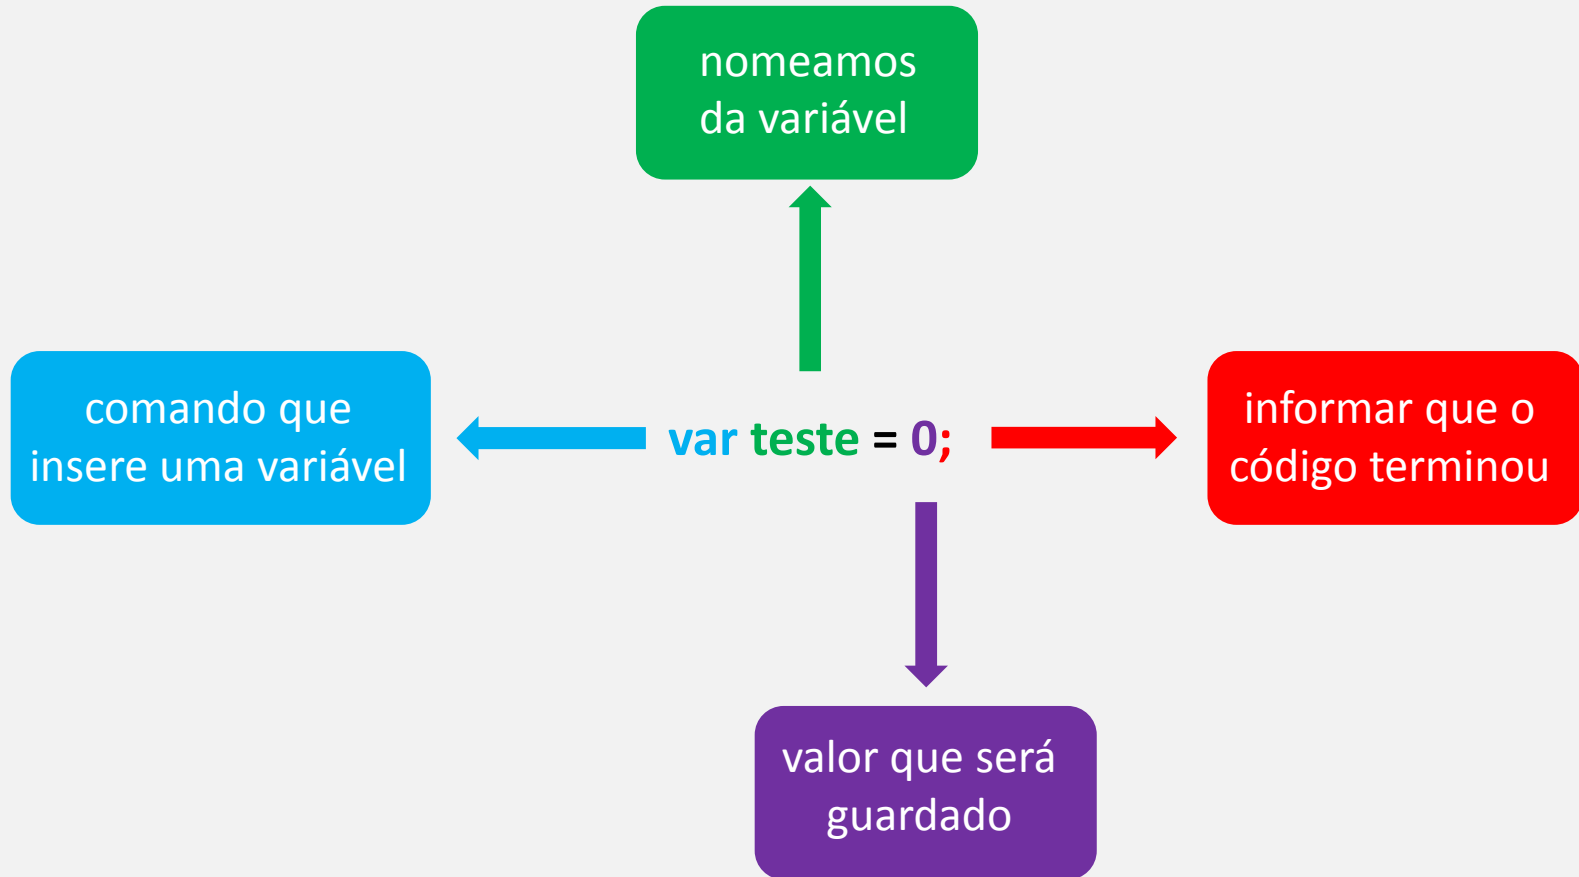 nomeamos
da variável
comando que
insere uma variável
var teste = 0;
informar que o
código terminou
valor que será
guardado